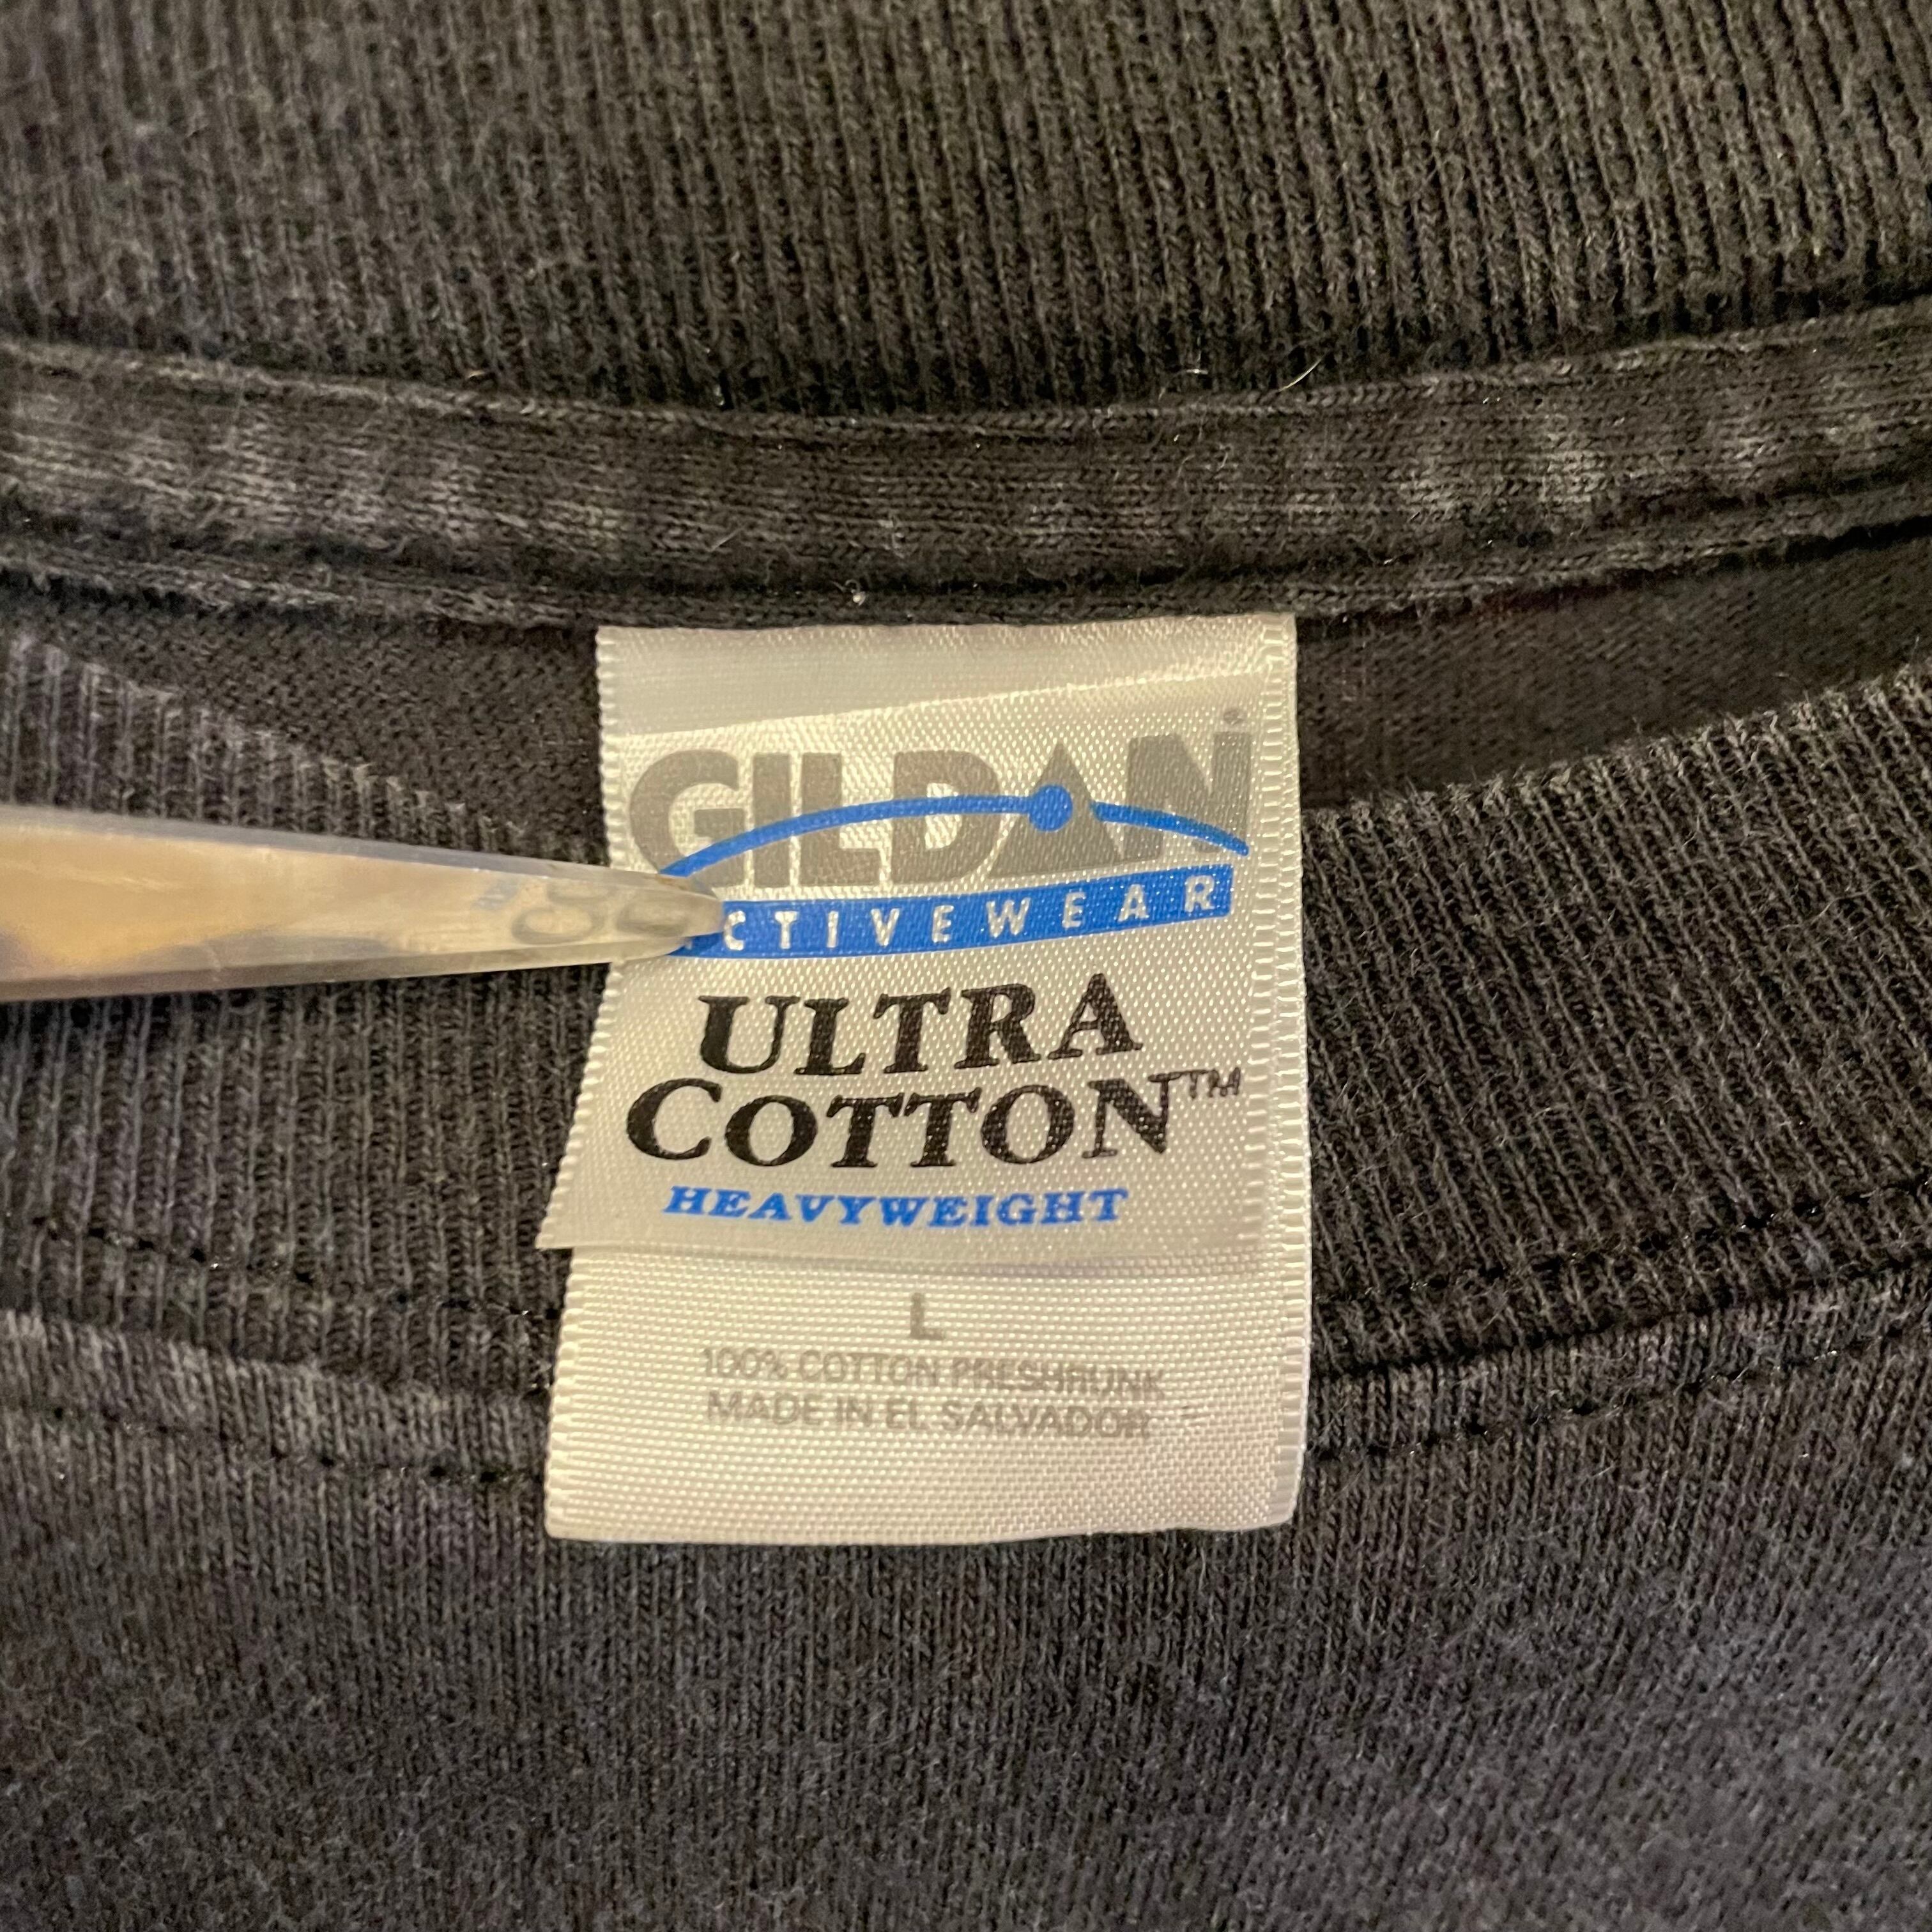 GILDAN
ACTIVEWEAR
ULTRA
COTTON™
HEAVYWEIGHT
L
100% COTTON PRESHRUNK
MADE IN EL SALVADOR